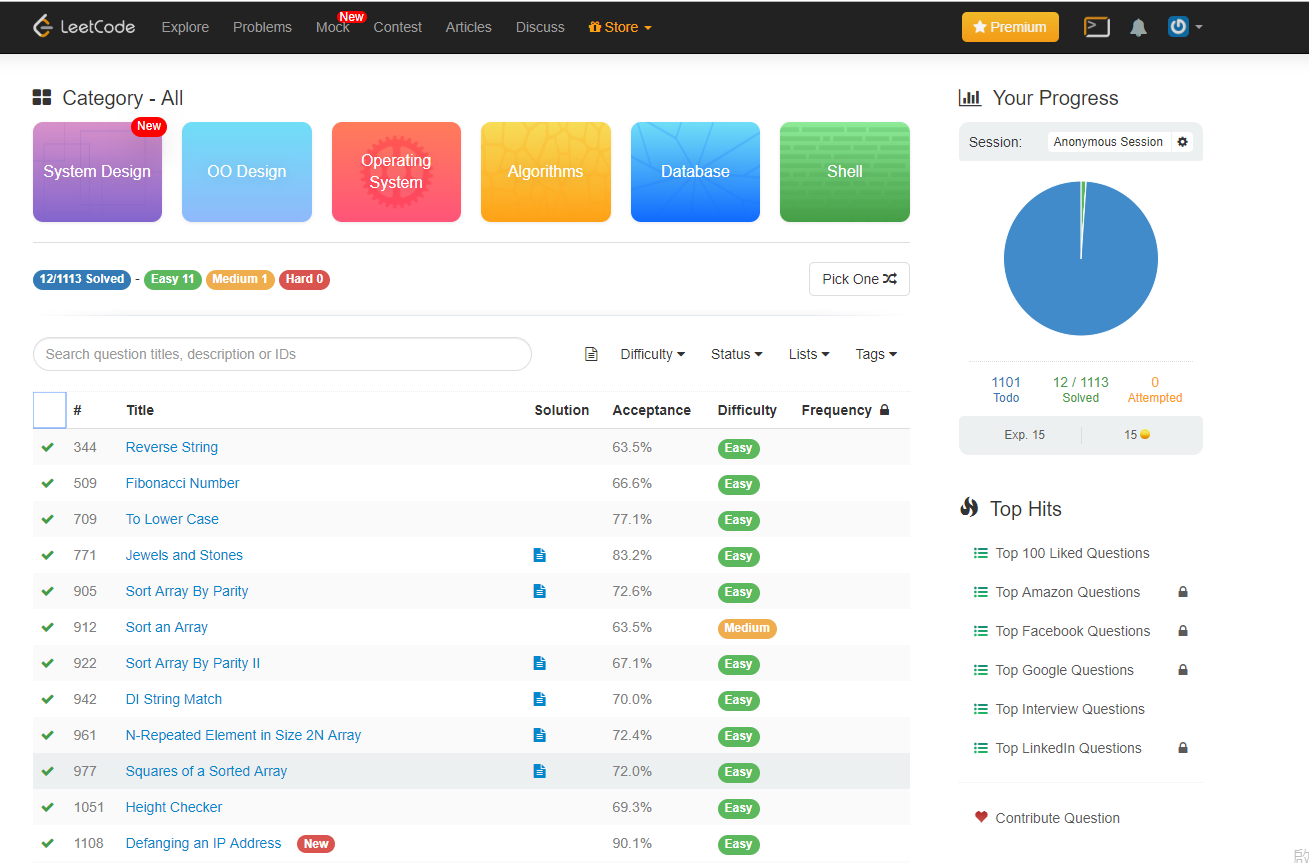 LeetCode Explore Problems Mock New Contest Articles Discuss Store Premium
Category - All
New
System Design OO Design Operating System Algorithms Database Shell
12/1113 Solved - Easy 11 Medium 1 Hard 0
Pick One
Search question titles, description or IDs Difficulty Status Lists Tags
# Title Solution Acceptance Difficulty Frequency
344 Reverse String 63.5% Easy
509 Fibonacci Number 66.6% Easy
709 To Lower Case 77.1% Easy
771 Jewels and Stones 83.2% Easy
905 Sort Array By Parity 72.6% Easy
912 Sort an Array 63.5% Medium
922 Sort Array By Parity II 67.1% Easy
942 DI String Match 70.0% Easy
961 N-Repeated Element in Size 2N Array 72.4% Easy
977 Squares of a Sorted Array 72.0% Easy
1051 Height Checker 69.3% Easy
1108 Defanging an IP Address New 90.1% Easy
Your Progress
Session: Anonymous Session
1101 12 / 1113 0
Todo Solved Attempted
Exp. 15 15
Top Hits
Top 100 Liked Questions
Top Amazon Questions
Top Facebook Questions
Top Google Questions
Top Interview Questions
Top LinkedIn Questions
Contribute Question
啟